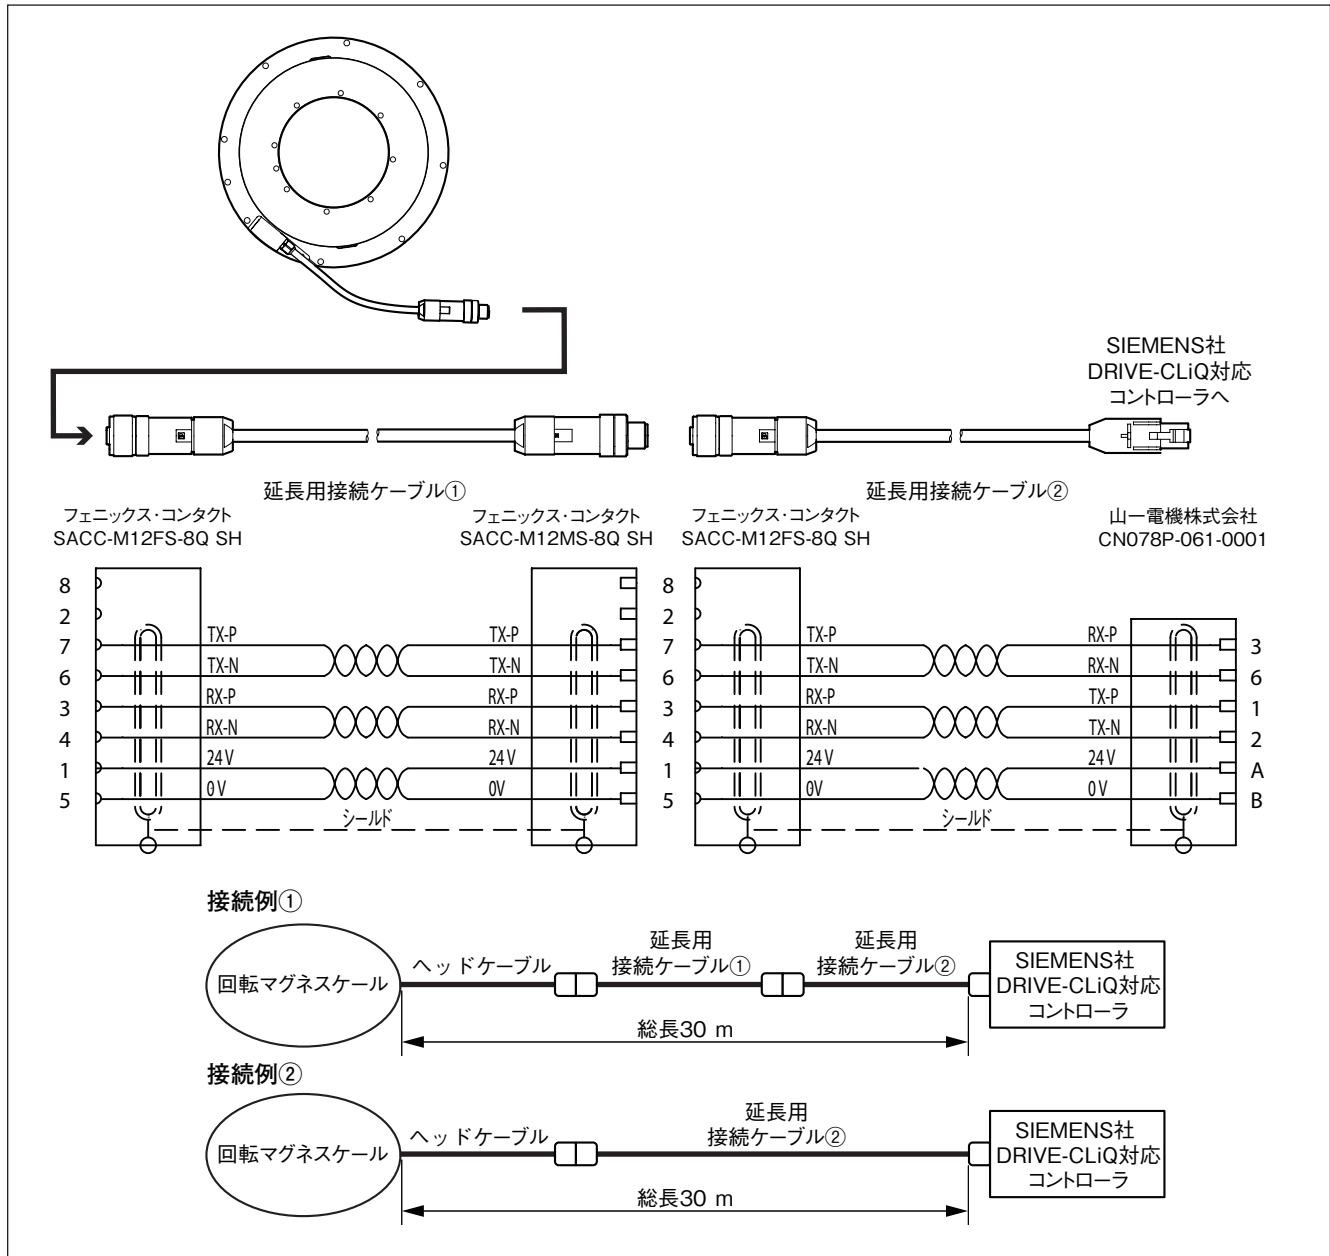 SIEMENS社
DRIVE-CLiQ対応
コントローラへ
延長用接続ケーブル①
延長用接続ケーブル②
フェニックス・コンタクト
SACC-M12FS-8Q SH
フェニックス・コンタクト
SACC-M12MS-8Q SH
フェニックス・コンタクト
SACC-M12FS-8Q SH
山一電機株式会社
CN078P-061-0001
8
2
7
6
3
4
1
5
TX-P
TX-N
RX-P
RX-N
24V
0V
TX-P
TX-N
RX-P
RX-N
24V
0V
シールド
8
2
7
6
3
4
1
5
TX-P
TX-N
RX-P
RX-N
24V
0V
RX-P
RX-N
TX-P
TX-N
24V
0V
シールド
3
6
1
2
A
B
接続例①
回転マグネスケール
ヘッドケーブル
延長用
接続ケーブル①
延長用
接続ケーブル②
SIEMENS社
DRIVE-CLiQ対応
コントローラ
総長30 m
接続例②
回転マグネスケール
ヘッドケーブル
延長用
接続ケーブル②
SIEMENS社
DRIVE-CLiQ対応
コントローラ
総長30 m